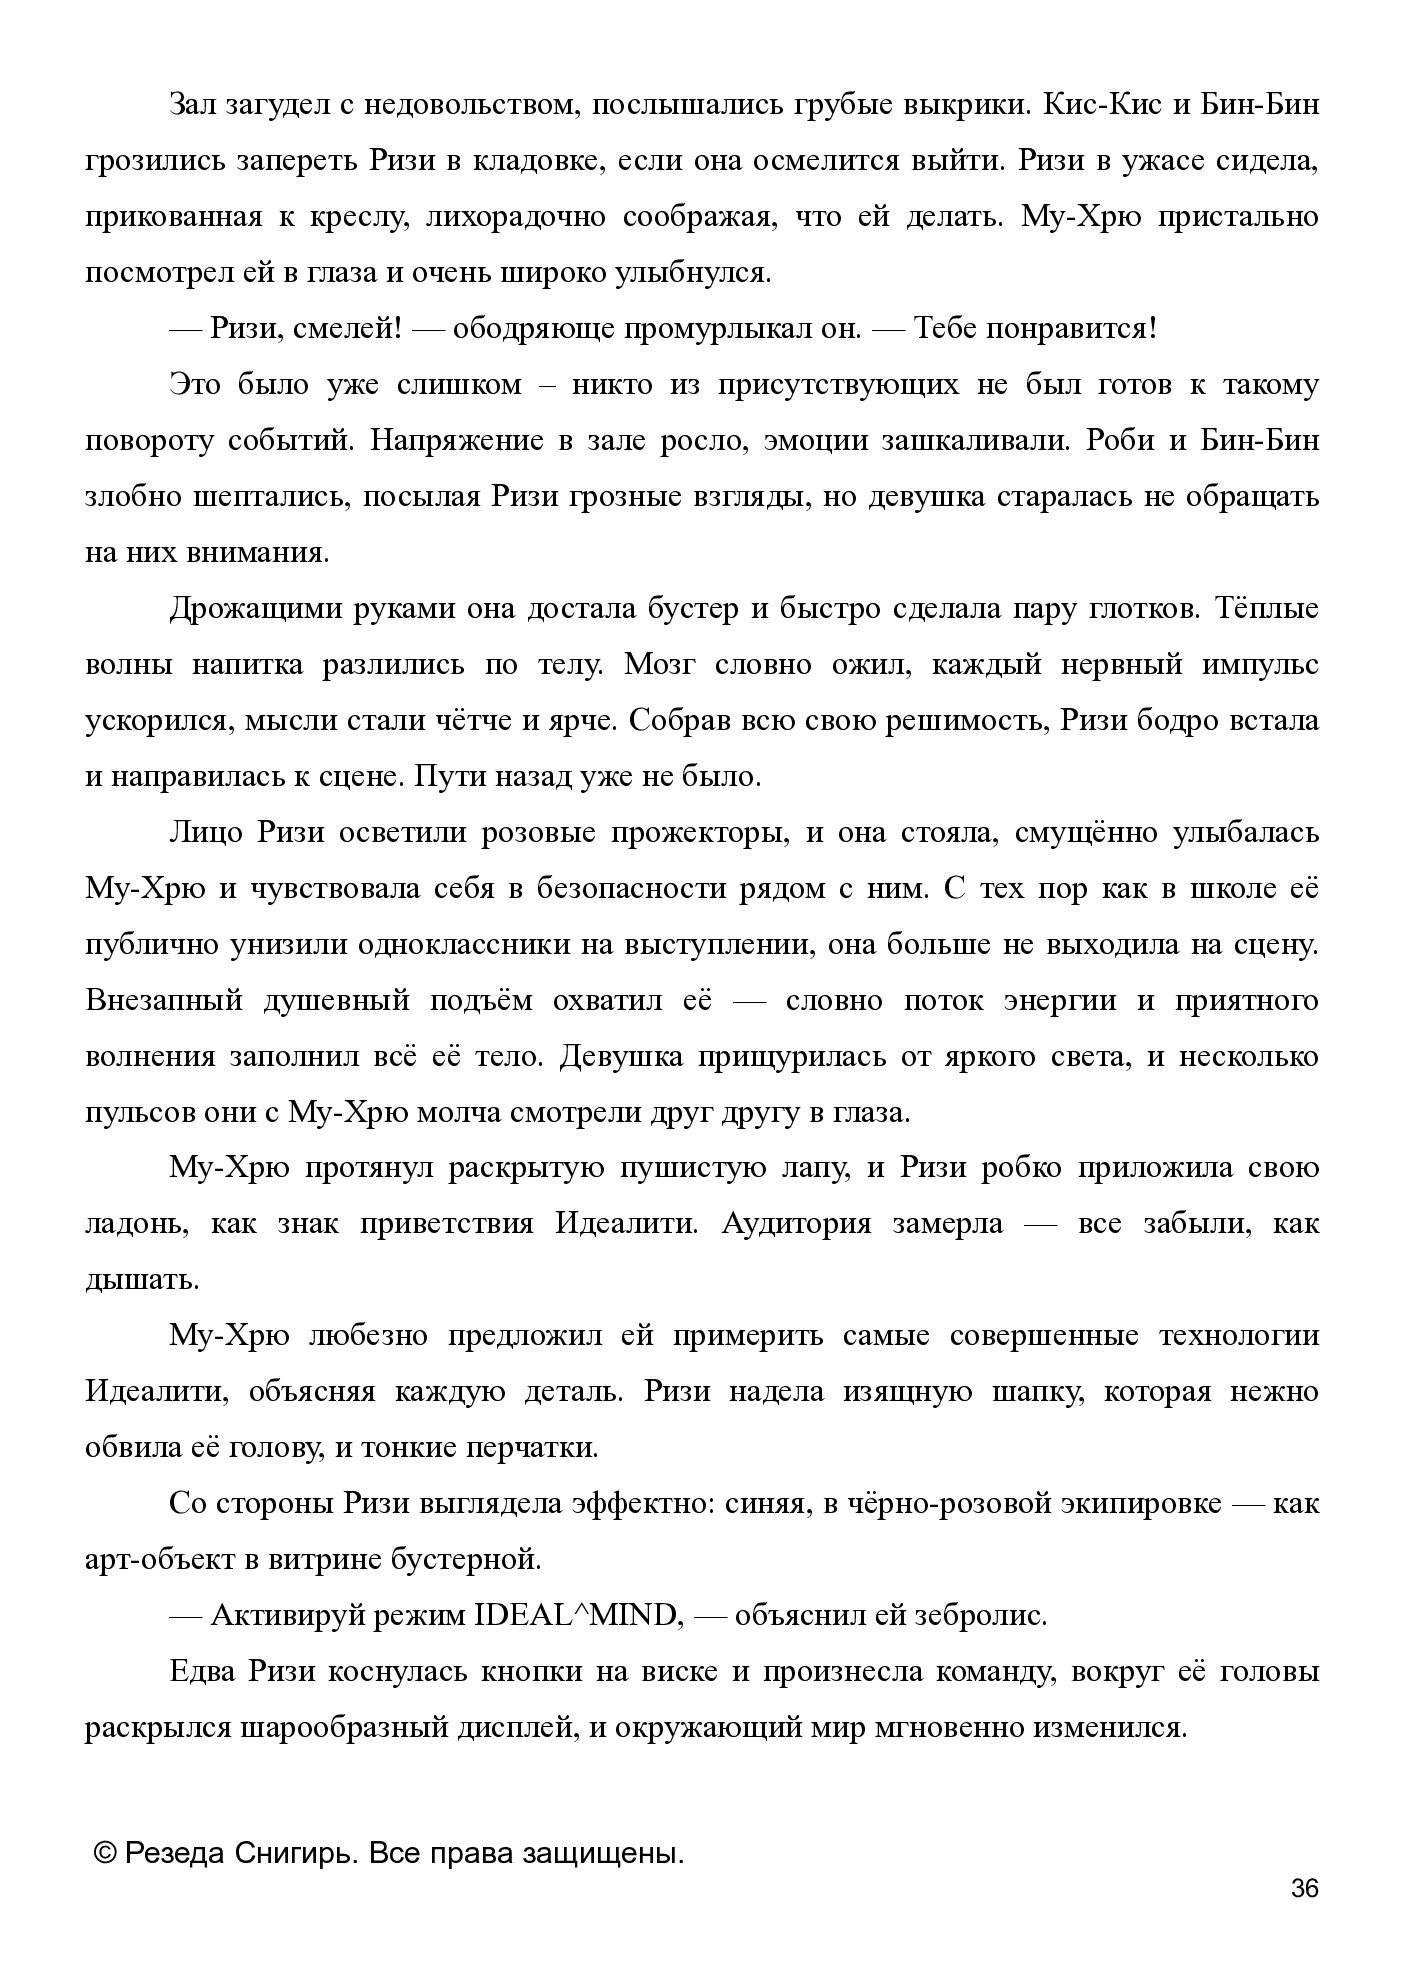 Зал загудел с недовольством, послышались грубые выкрики. Кис-Кис и Бин-Бин
грозились запереть Ризи в кладовке, если она осмелится выйти. Ризи в ужасе сидела,
прикованная к креслу, лихорадочно соображая, что ей делать. Му-Хрю пристально
посмотрел ей в глаза и очень широко улыбнулся.
— Ризи, смелей! — ободряюще промурлыкал он. — Тебе понравится!
Это было уже слишком – никто из присутствующих не был готов к такому
повороту событий. Напряжение в зале росло, эмоции зашкаливали. Роби и Бин-Бин
злобно шептались, посылая Ризи грозные взгляды, но девушка старалась не обращать
на них внимания.
Дрожащими руками она достала бустер и быстро сделала пару глотков. Тёплые
волны напитка разлились по телу. Мозг словно ожил, каждый нервный импульс
ускорился, мысли стали чётче и ярче. Собрав всю свою решимость, Ризи бодро встала
и направилась к сцене. Пути назад уже не было.
Лицо Ризи осветили розовые прожекторы, и она стояла, смущённо улыбалась
Му-Хрю и чувствовала себя в безопасности рядом с ним. С тех пор как в школе её
публично унизили одноклассники на выступлении, она больше не выходила на сцену.
Внезапный душевный подъём охватил её — словно поток энергии и приятного
волнения заполнил всё её тело. Девушка прищурилась от яркого света, и несколько
пульсов они с Му-Хрю молча смотрели друг другу в глаза.
Му-Хрю протянул раскрытую пушистую лапу, и Ризи робко приложила свою
ладонь, как знак приветствия Идеалити. Аудитория замерла — все забыли, как
дышать.
Му-Хрю любезно предложил ей примерить самые совершенные технологии
Идеалити, объясняя каждую деталь. Ризи надела изящную шапку, которая нежно
обвила её голову, и тонкие перчатки.
Со стороны Ризи выглядела эффектно: синяя, в чёрно-розовой экипировке — как
арт-объект в витрине бустерной.
— Активируй режим IDEAL^MIND, — объяснил ей зебролис.
Едва Ризи коснулась кнопки на виске и произнесла команду, вокруг её головы
раскрылся шарообразный дисплей, и окружающий мир мгновенно изменился.
© Резеда Снигирь. Все права защищены.
36